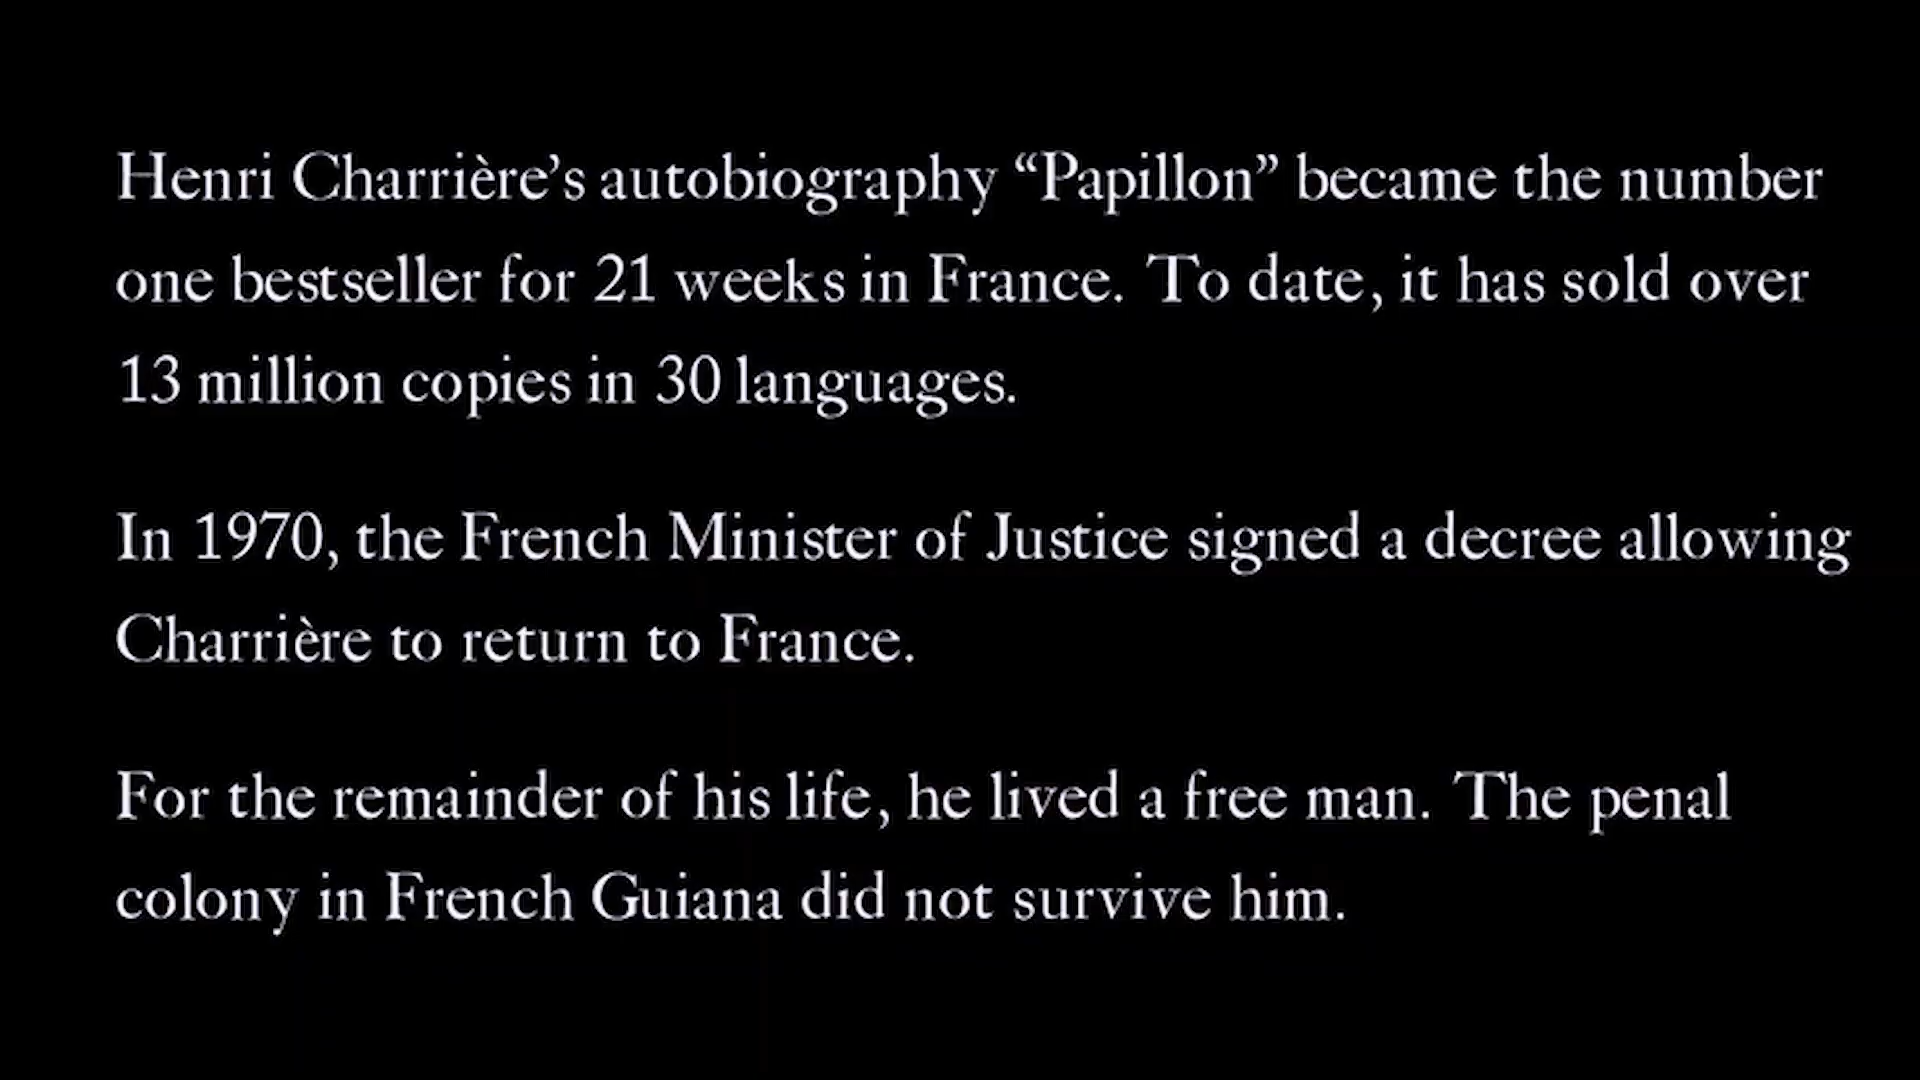 Henri Charrière’s autobiography “Papillon” became the number
one bestseller for 21 weeks in France. To date, it has sold over
13 million copies in 30 languages.
In 1970, the French Minister of Justice signed a decree allowing
Charrière to return to France.
For the remainder of his life, he lived a free man. The penal
colony in French Guiana did not survive him.